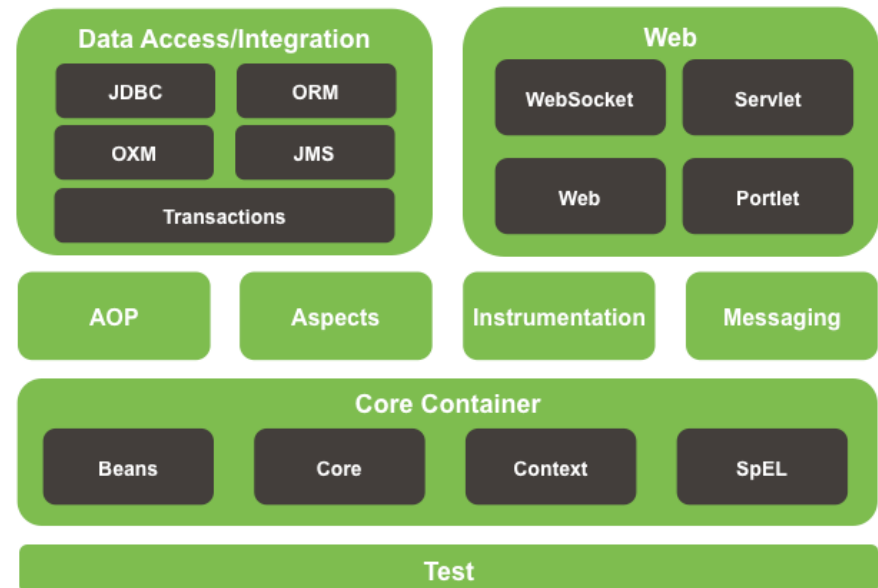 Data Access/Integration
JDBC
ORM
OXM
JMS
Transactions
Web
WebSocket
Servlet
Web
Portlet
AOP
Aspects
Instrumentation
Messaging
Core Container
Beans
Core
Context
SpEL
Test